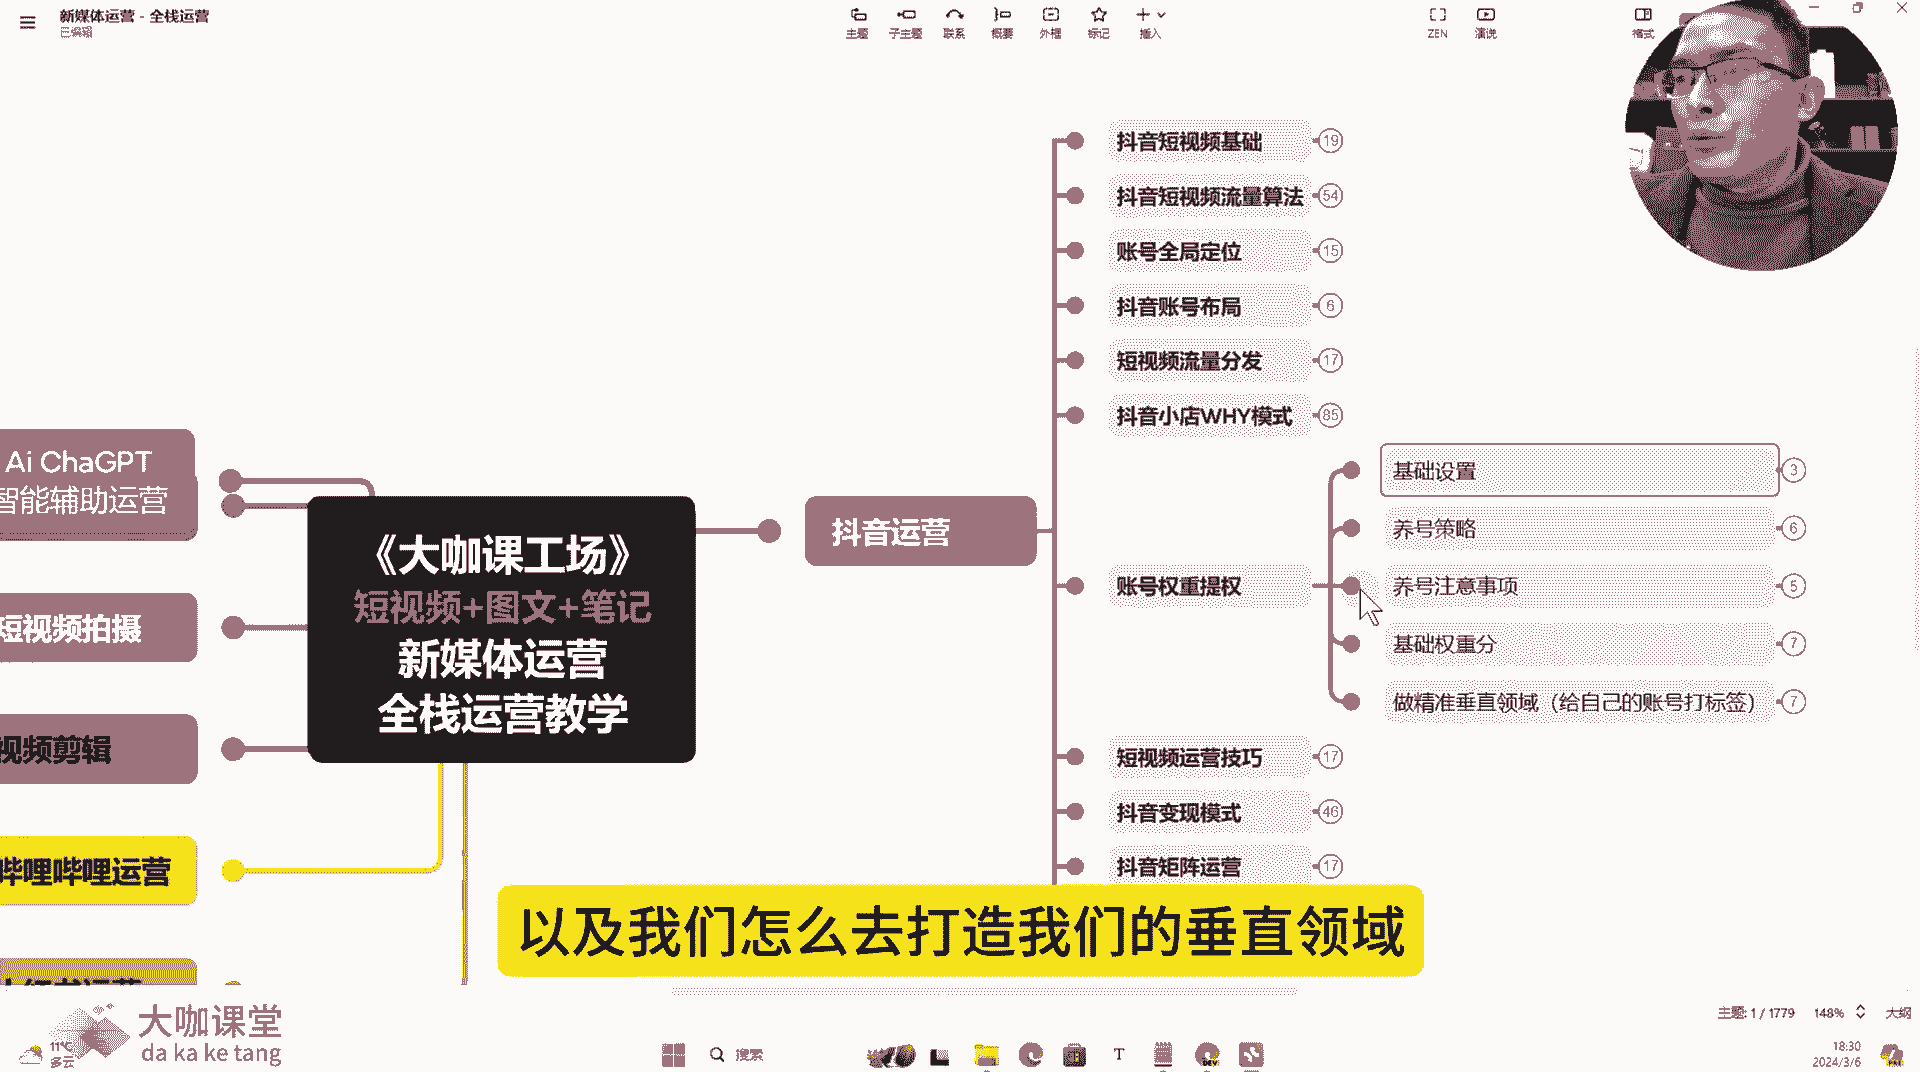 新媒体运营 - 全栈运营
已编辑
主题
子主题
联系
概要
外框
标记
插入
ZEN
演说
格式
抖音短视频基础 19
抖音短视频流量算法 54
账号全局定位 15
抖音账号布局 6
短视频流量分发 17
抖音小店WHY模式 85
账号权重提权
基础设置 3
养号策略 6
养号注意事项 5
基础权重分 7
做精准垂直领域（给自己的账号打标签） 7
短视频运营技巧 17
抖音变现模式 46
抖音矩阵运营 17
抖音运营
《大咖课工场》
短视频+图文+笔记
新媒体运营
全栈运营教学
Ai ChaGPT
智能辅助运营
短视频拍摄
视频剪辑
哔哩哔哩运营
以及我们怎么去打造我们的垂直领域
大咖课堂
da ka ke tang
11°C
多云
搜索
主题: 1 / 1779
148%
大纲
18:30
2024/3/6